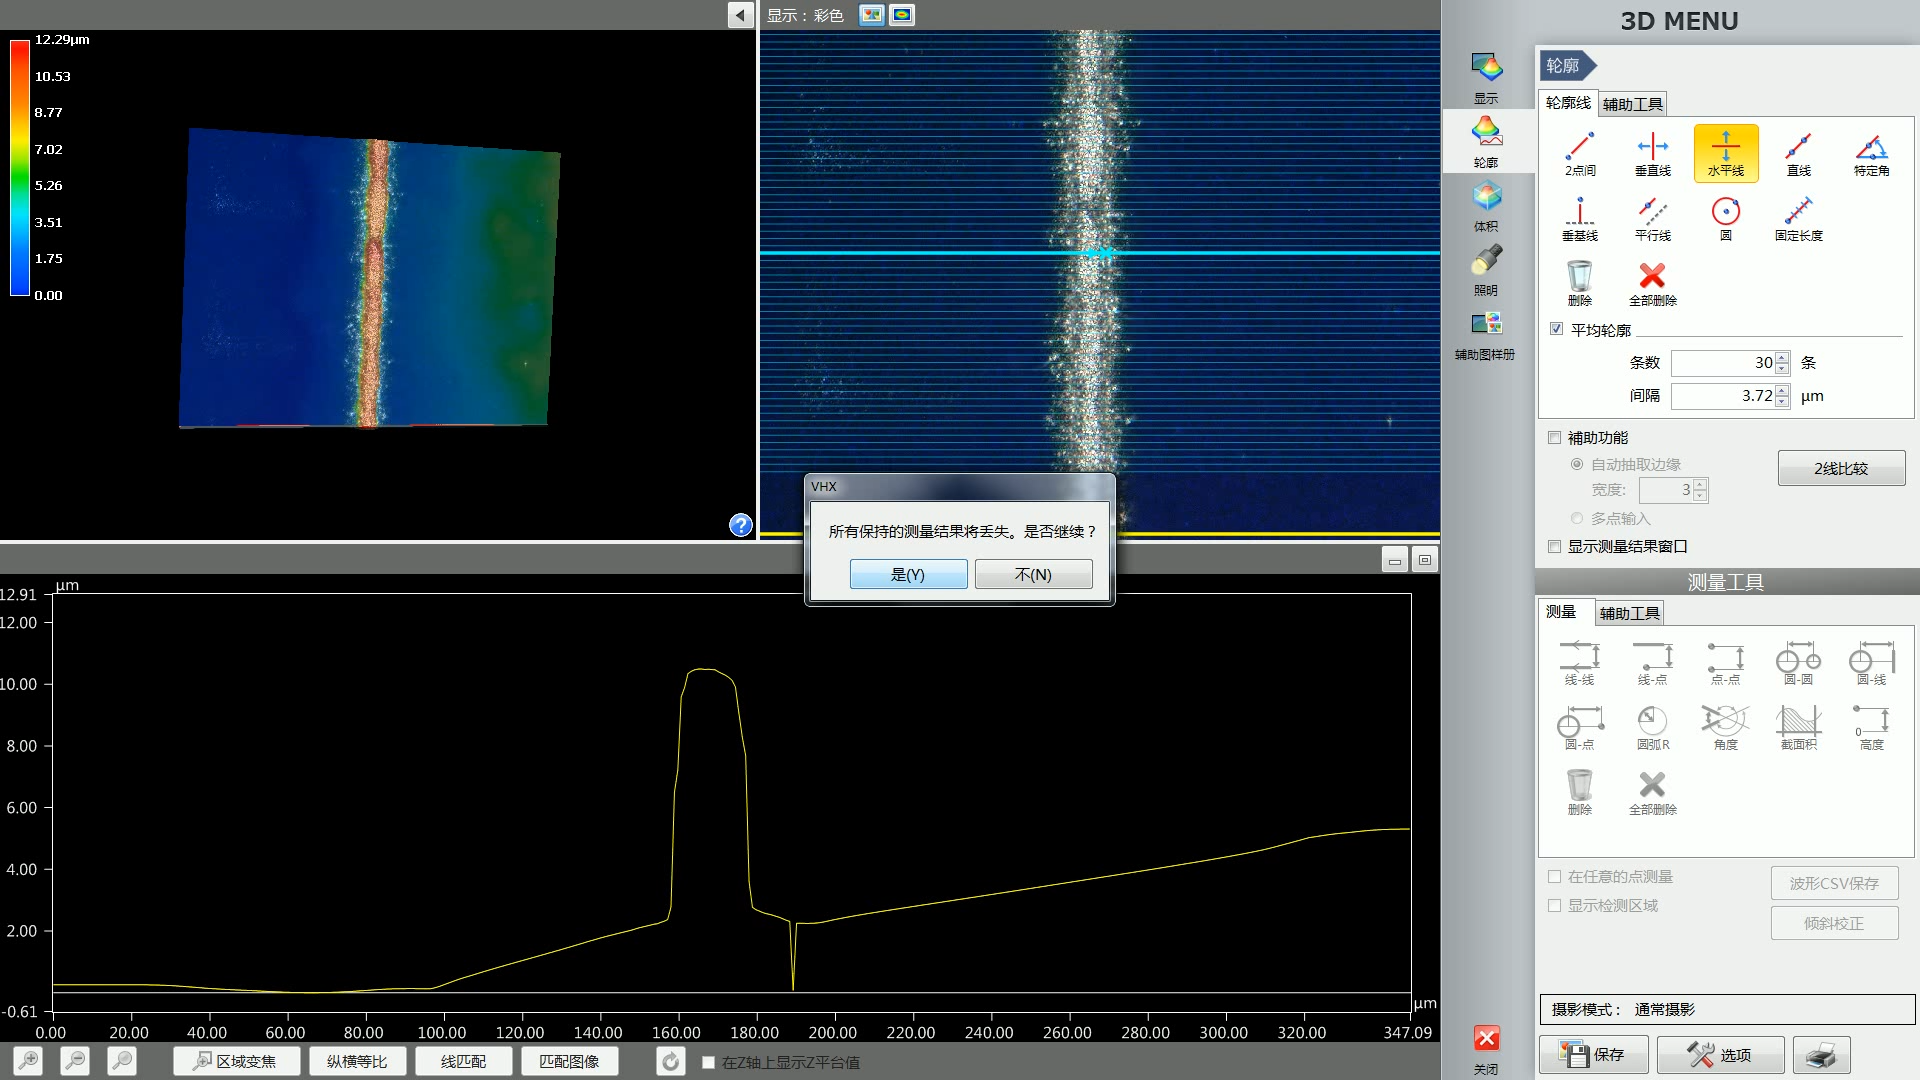 显示：彩色
3D MENU
12.29μm
10.53
8.77
7.02
5.26
3.51
1.75
0.00
?
显示
轮廓
体积
照明
辅助图样册
关闭
轮廓
轮廓线
辅助工具
2点间
垂直线
水平线
直线
特定角
垂基线
平行线
圆
固定长度
删除
全部删除
平均轮廓
条数
30
条
间隔
3.72
μm
补助功能
自动抽取边缘
宽度:
3
多点输入
2线比较
显示测量结果窗口
VHX
所有保持的测量结果将丢失。是否继续？
是(Y)
不(N)
测量工具
测量
辅助工具
线-线
线-点
点-点
圆-圆
圆-线
圆-点
圆弧R
角度
截面积
0
高度
删除
全部删除
在任意的点测量
波形CSV保存
显示检测区域
倾斜校正
摄影模式： 通常摄影
保存
选项
μm
12.91
12.00
10.00
8.00
6.00
4.00
2.00
-0.61
μm
0.00
20.00
40.00
60.00
80.00
100.00
120.00
140.00
160.00
180.00
200.00
220.00
240.00
260.00
280.00
300.00
320.00
347.09
区域变焦
纵横等比
线匹配
匹配图像
在Z轴上显示Z平台值